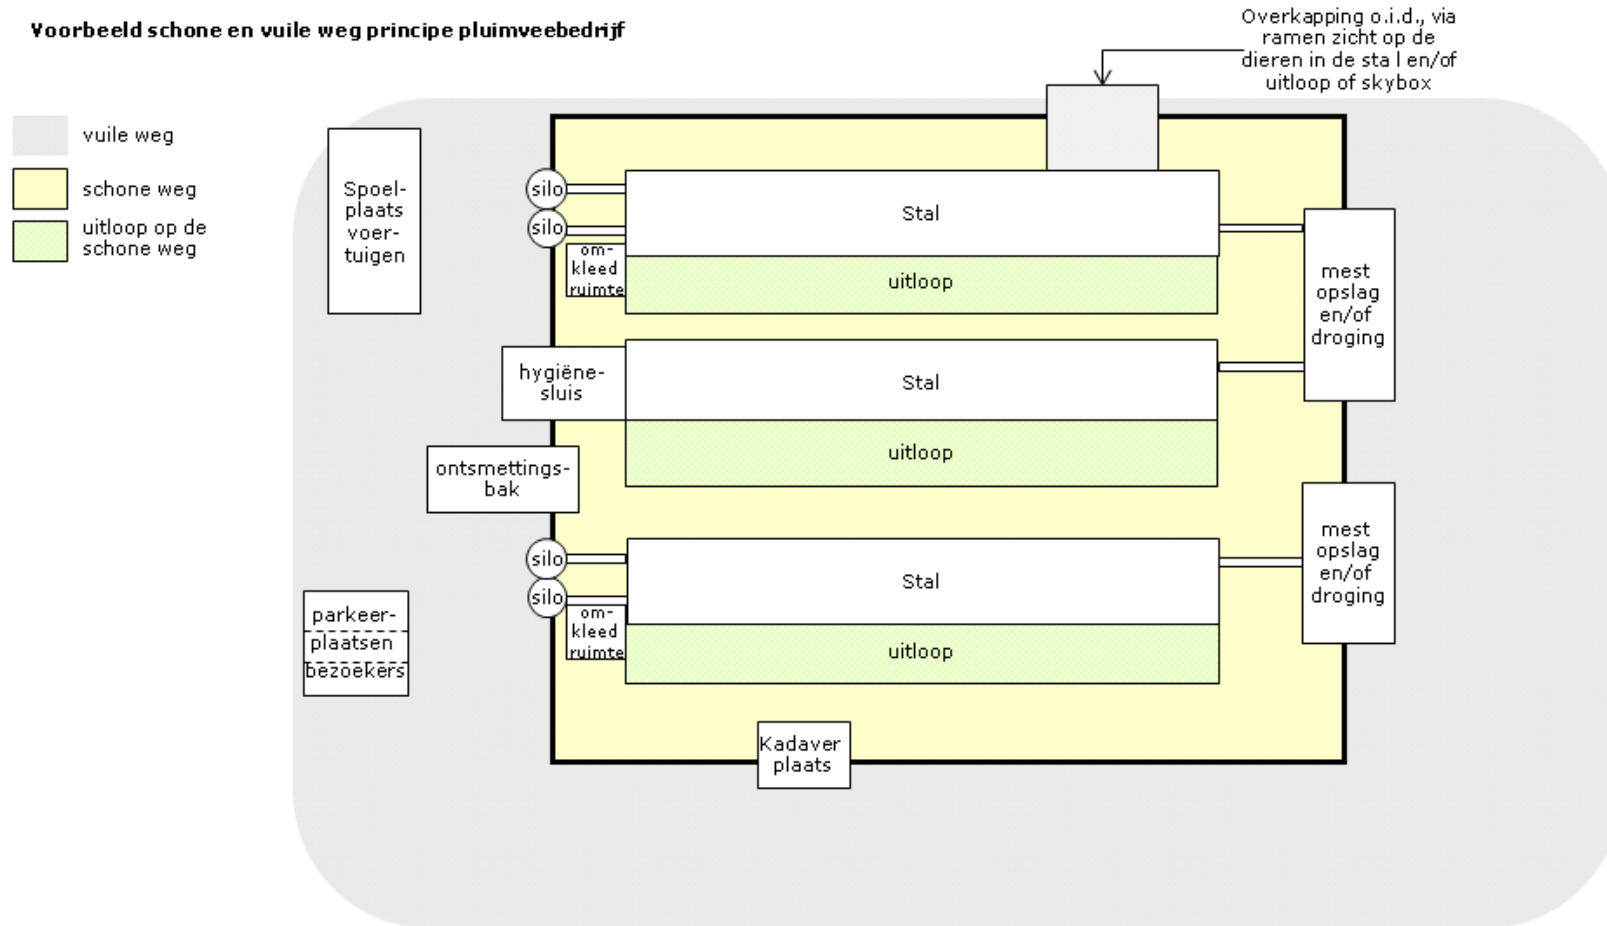 Voorbeeld schone en vuile weg principe pluimveebedrijf
Overkapping o.i.d., via
ramen zicht op de
dieren in de sta l en/of
uitloop of skybox
vuile weg
schone weg
uitloop op de
schone weg
Spoel-
plaats
voer-
tuigen
silo
silo
om-
kleed
ruimte
Stal
uitloop
mest
opslag
en/of
droging
hygiëne-
sluis
Stal
uitloop
ontsmettings-
bak
silo
silo
om-
kleed
ruimte
Stal
uitloop
mest
opslag
en/of
droging
parkeer-
plaatsen
bezoekers
Kadaver
plaats